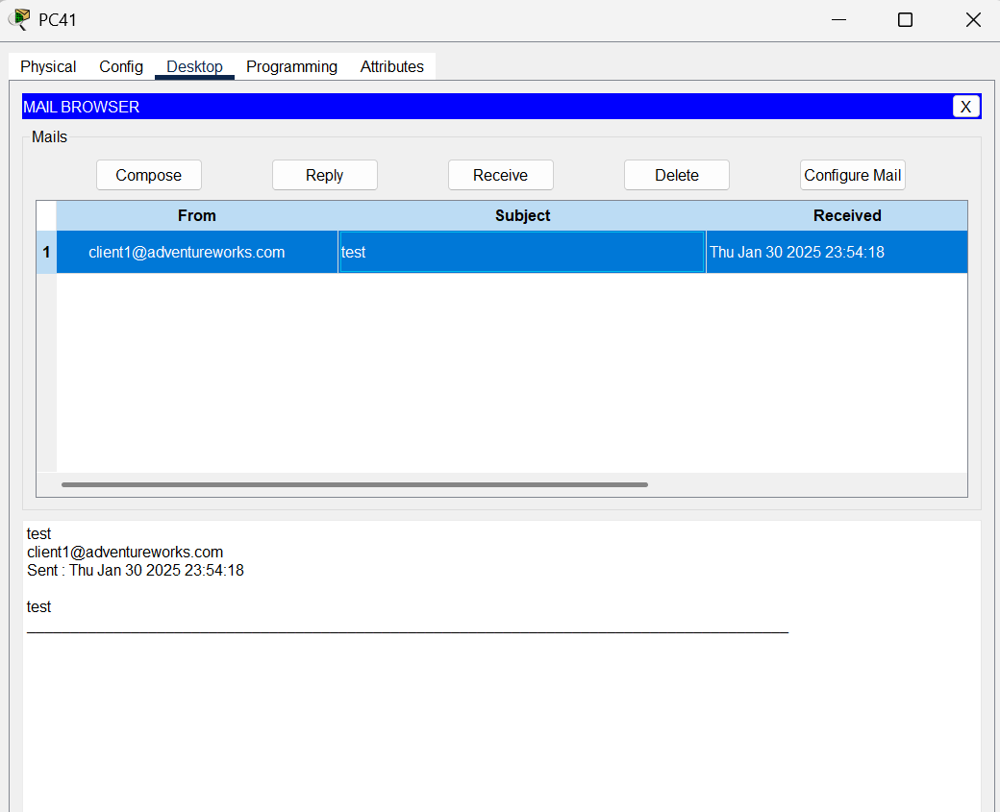 PC41
Physical Config Desktop Programming Attributes
MAIL BROWSER X
Mails
Compose Reply Receive Delete Configure Mail
From Subject Received
1 client1@adventureworks.com test Thu Jan 30 2025 23:54:18
test
client1@adventureworks.com
Sent : Thu Jan 30 2025 23:54:18
test